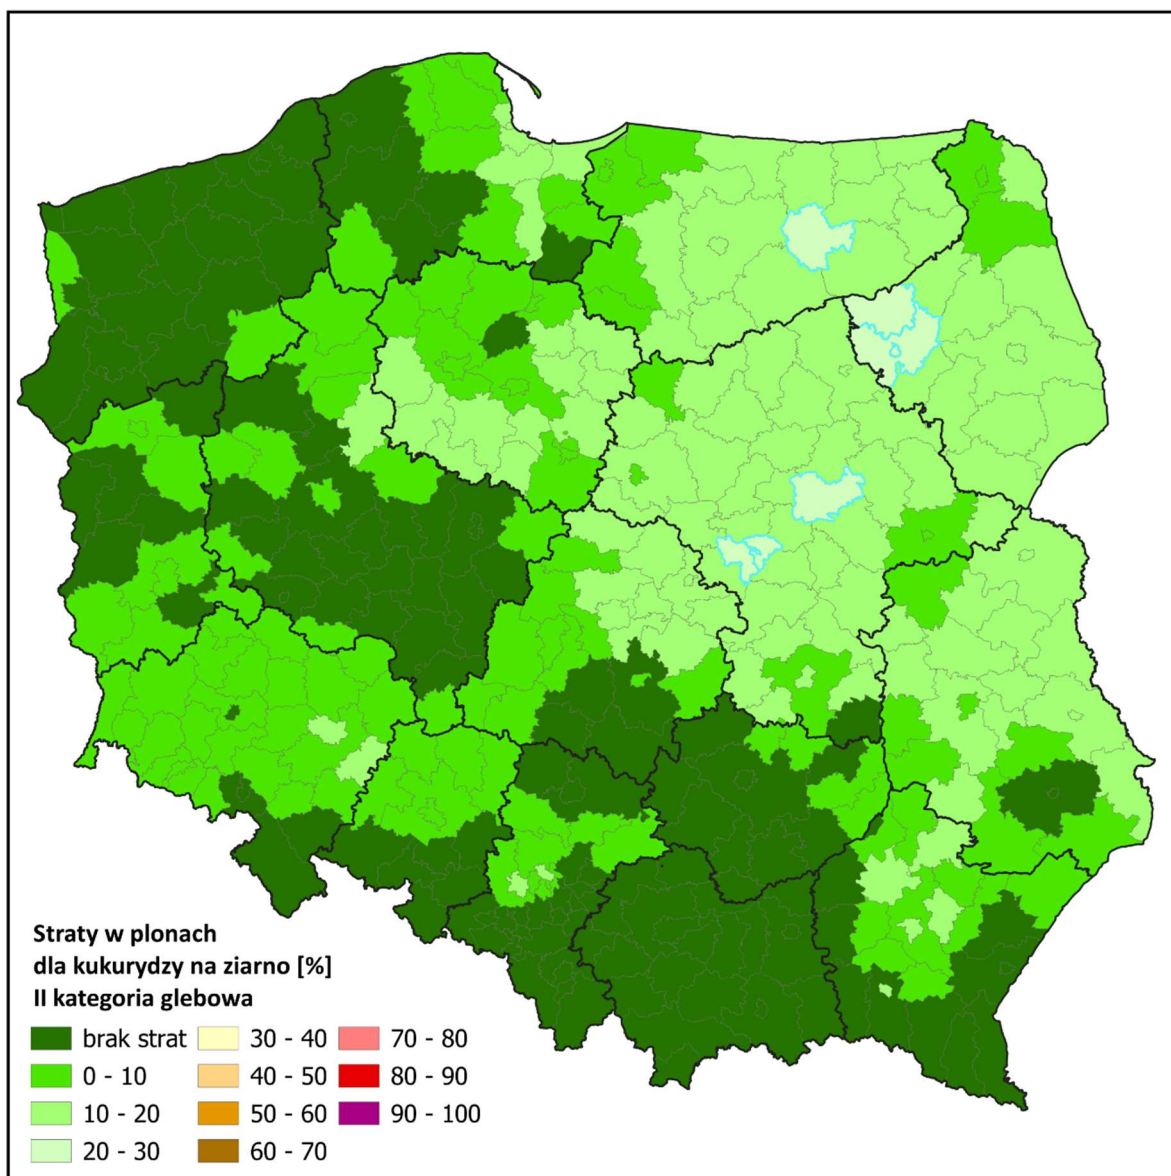 Straty w plonach
dla kukurydzy na ziarno [%]
II kategoria glebowa
brak strat
0 - 10
10 - 20
20 - 30
30 - 40
40 - 50
50 - 60
60 - 70
70 - 80
80 - 90
90 - 100